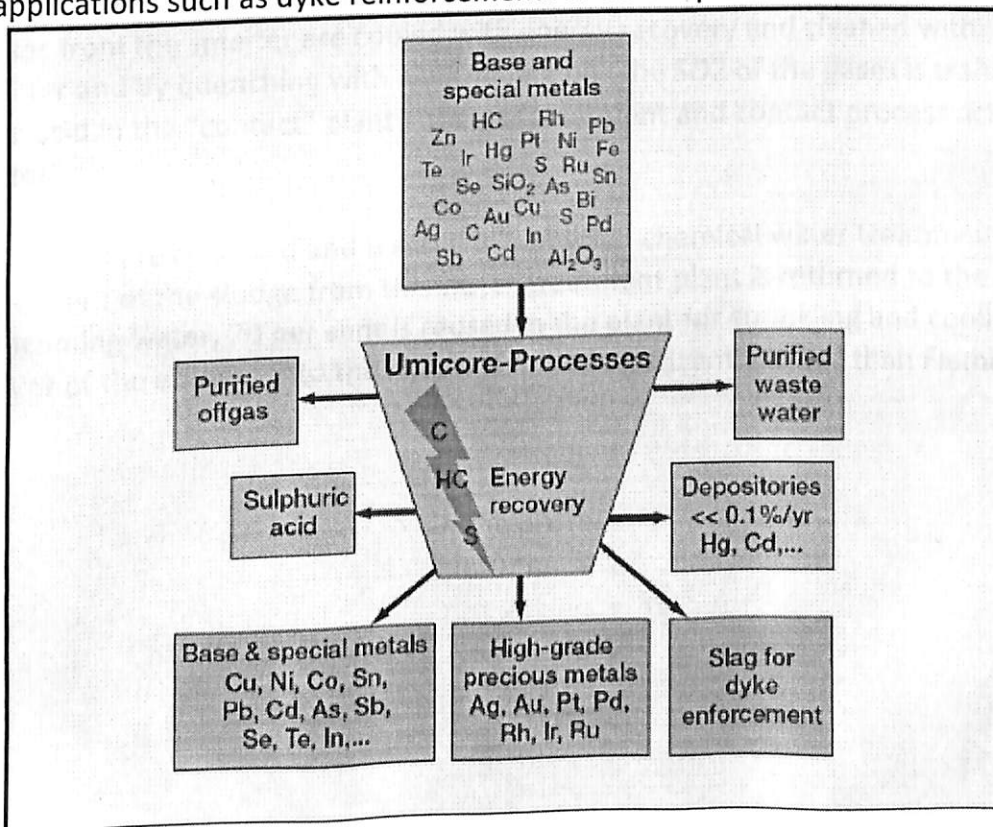 applications such as dyke reinforcement
Base and
special metals
HC Rh Pb
Zn Pt Ni Fe
Ir Hg
Te S Ru Sn
Se SiO₂ As
Co Cu Bi
Ag C Au S Pd
In
Sb Cd Al₂O₃
Umicore-Processes
Purified
offgas
Purified
waste
water
C
HC Energy
recovery
S
Sulphuric
acid
Depositories
<< 0.1%/yr
Hg, Cd,...
Base & special metals
Cu, Ni, Co, Sn,
Pb, Cd, As, Sb,
Se, Te, In,...
High-grade
precious metals
Ag, Au, Pt, Pd,
Rh, Ir, Ru
Slag for
dyke
enforcement